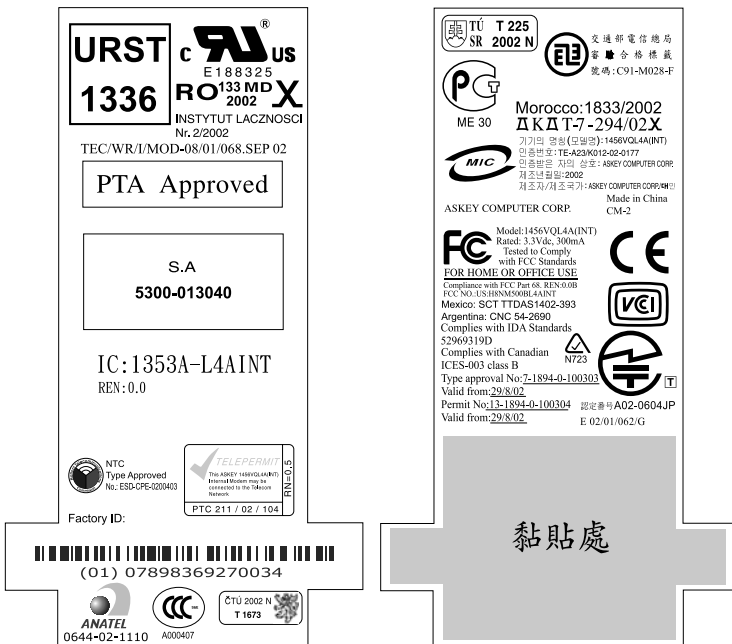 URST
1336
®
c RU US
E188325
RO 133 MD 2002 X
INSTYTUT LACZNOSCI
Nr. 2/2002
TEC/WR/I/MOD-08/01/068.SEP 02
PTA Approved
S.A
5300-013040
IC:1353A-L4AINT
REN:0.0
NTC
Type Approved
No.: ESD-CPE-0200403
TELEPERMIT
This ASKEY 1456VQL4A(INT)
Internal Modem may be
connected to the Telecom
Network
RN=0.5
PTC 211 / 02 / 104
Factory ID:
(01) 07898369270034
ANATEL
0644-02-1110
CCC
A000407
ČTÚ 2002 N
T 1673
TÚ SR
T 225
2002 N
交通部電信總局
審驗合格標籤
號碼:C91-M028-F
PCT
ME 30
Morocco:1833/2002
ДКД Т-7-294/02X
MIC
기기의 명칭(모델명):1456VQL4A(INT)
인증번호:TE-A23/K012-02-0177
인증받은 자의 상호: ASKEY COMPUTER CORP.
제조년월일:2002
제조자/제조국가: ASKEY COMPUTER CORP./대만
Made in China
CM-2
ASKEY COMPUTER CORP.
FC
Model:1456VQL4A(INT)
Rated: 3.3Vdc, 300mA
Tested to Comply
with FCC Standards
FOR HOME OR OFFICE USE
CE
Compliance with FCC Part 68. REN:0.0B
FCC NO.:US:H8NM500BL4AINT
Mexico: SCT TTDAS1402-393
Argentina: CNC 54-2690
Complies with IDA Standards
52969319D
Complies with Canadian
ICES-003 class B
Type approval No:7-1894-0-100303
Valid from:29/8/02
Permit No:13-1894-0-100304
Valid from:29/8/02
VCI
N723
T
認定番号A02-0604JP
E 02/01/062/G
黏貼處